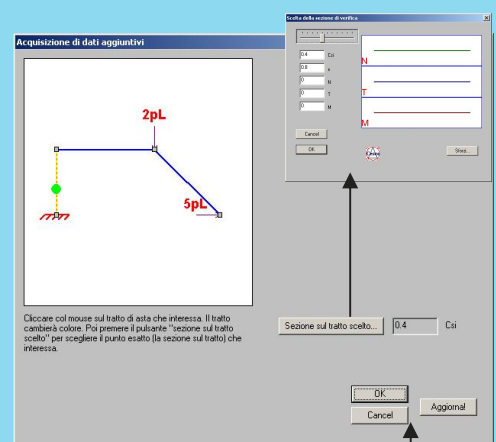 Scelta della sezione di verifica
Acquisizione di dati aggiuntivi
0.4 Csi
0.8 x
0 N
0 T
0 M
N
T
M
Cancel
OK
2pL
5pL
Cliccare col mouse sul tratto di asta che interessa. Il tratto
cambierà colore. Poi premere il pulsante "sezione sul tratto
scelto" per scegliere il punto esatto (la sezione sul tratto) che
interessa.
Sezione sul tratto scelto... 0.4 Csi
OK
Cancel
Aggiorna!